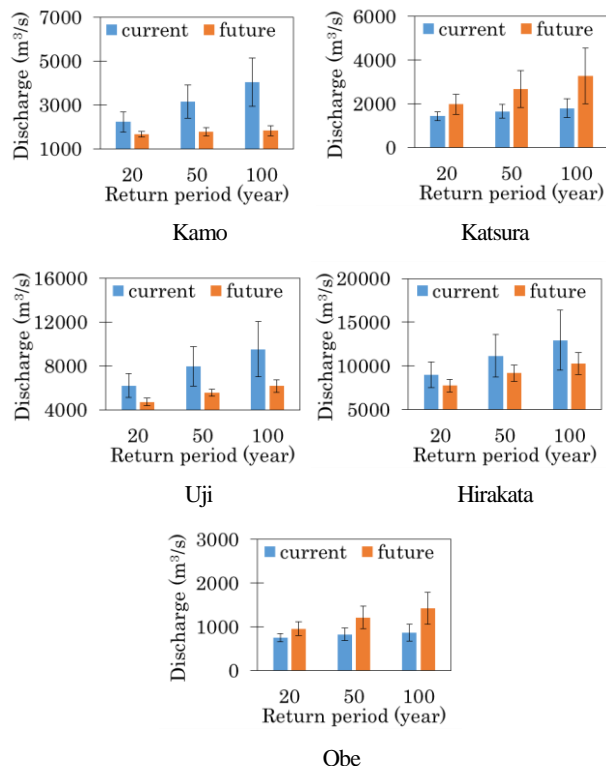 7000
current
future
5000
3000
1000
Discharge (m³/s)
20
50
100
Return period (year)
Kamo
6000
current
future
4000
2000
0
Discharge (m³/s)
20
50
100
Return period (year)
Katsura
16000
current
future
12000
8000
4000
Discharge (m³/s)
20
50
100
Return period (year)
Uji
20000
current
future
15000
10000
5000
Discharge (m³/s)
20
50
100
Return period (year)
Hirakata
3000
current
future
2000
1000
0
Discharge (m³/s)
20
50
100
Return period (year)
Obe